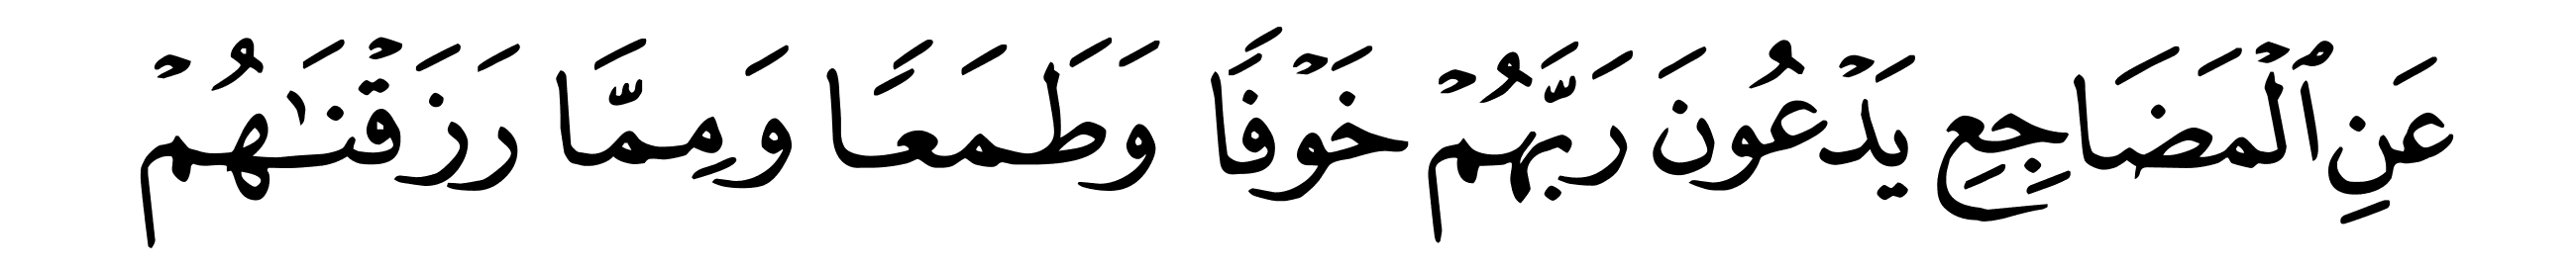 عَنِ ٱلْمَضَاجِعِ يَدْعُونَ رَبَّهُمْ خَوْفًا وَطَمَعًا وَمِمَّا رَزَقْنَٰهُمْ